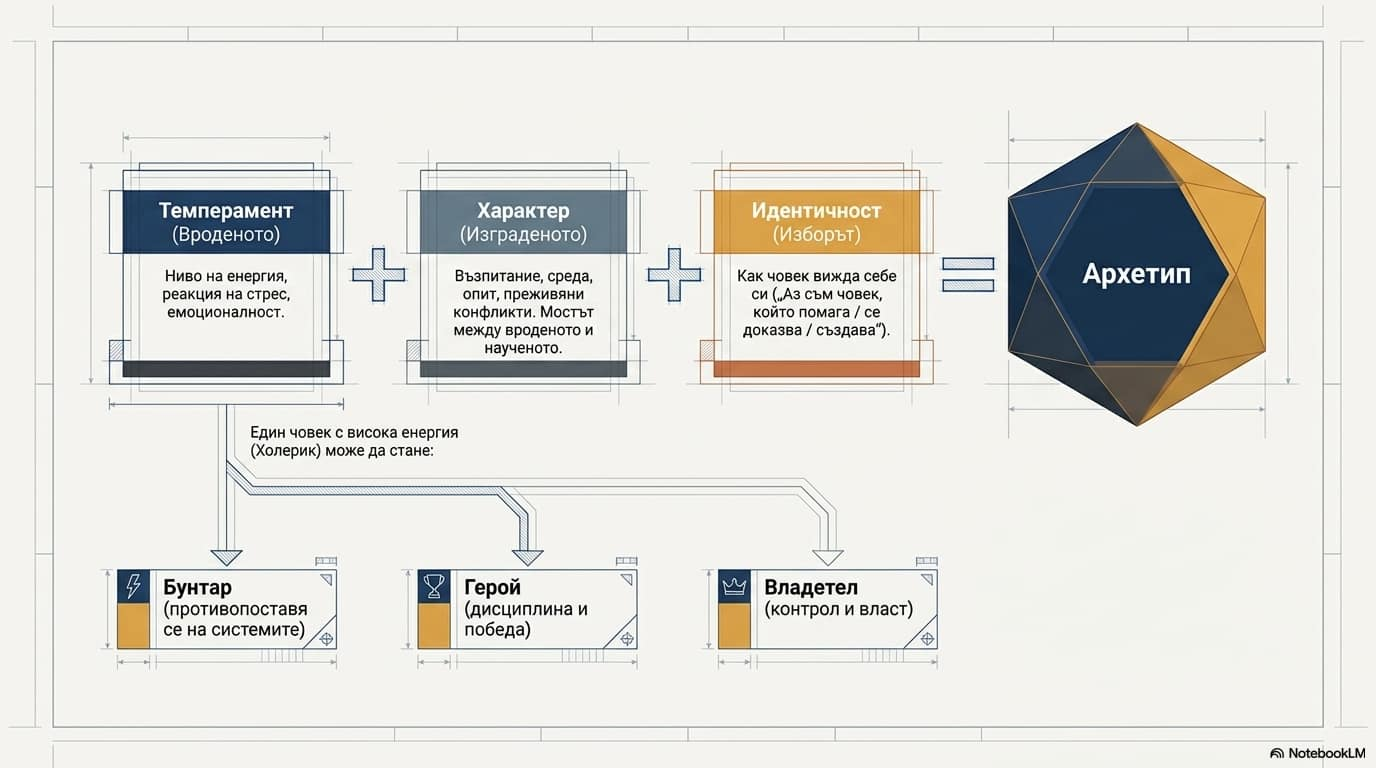 Темперамент
(Вроденото)
Ниво на енергия,
реакция на стрес,
емоционалност.
Характер
(Изграденото)
Възпитание, среда,
опит, преживяни
конфликти. Мостът
между вроденото и
наученото.
Идентичност
(Изборът)
Как човек вижда себе
си („Аз съм човек,
който помага / се
доказва / създава“).
Архетип
Един човек с висока енергия
(Холерик) може да стане:
Бунтар
(противопоставя
се на системите)
Герой
(дисциплина и
победа)
Владетел
(контрол и власт)
NotebookLM